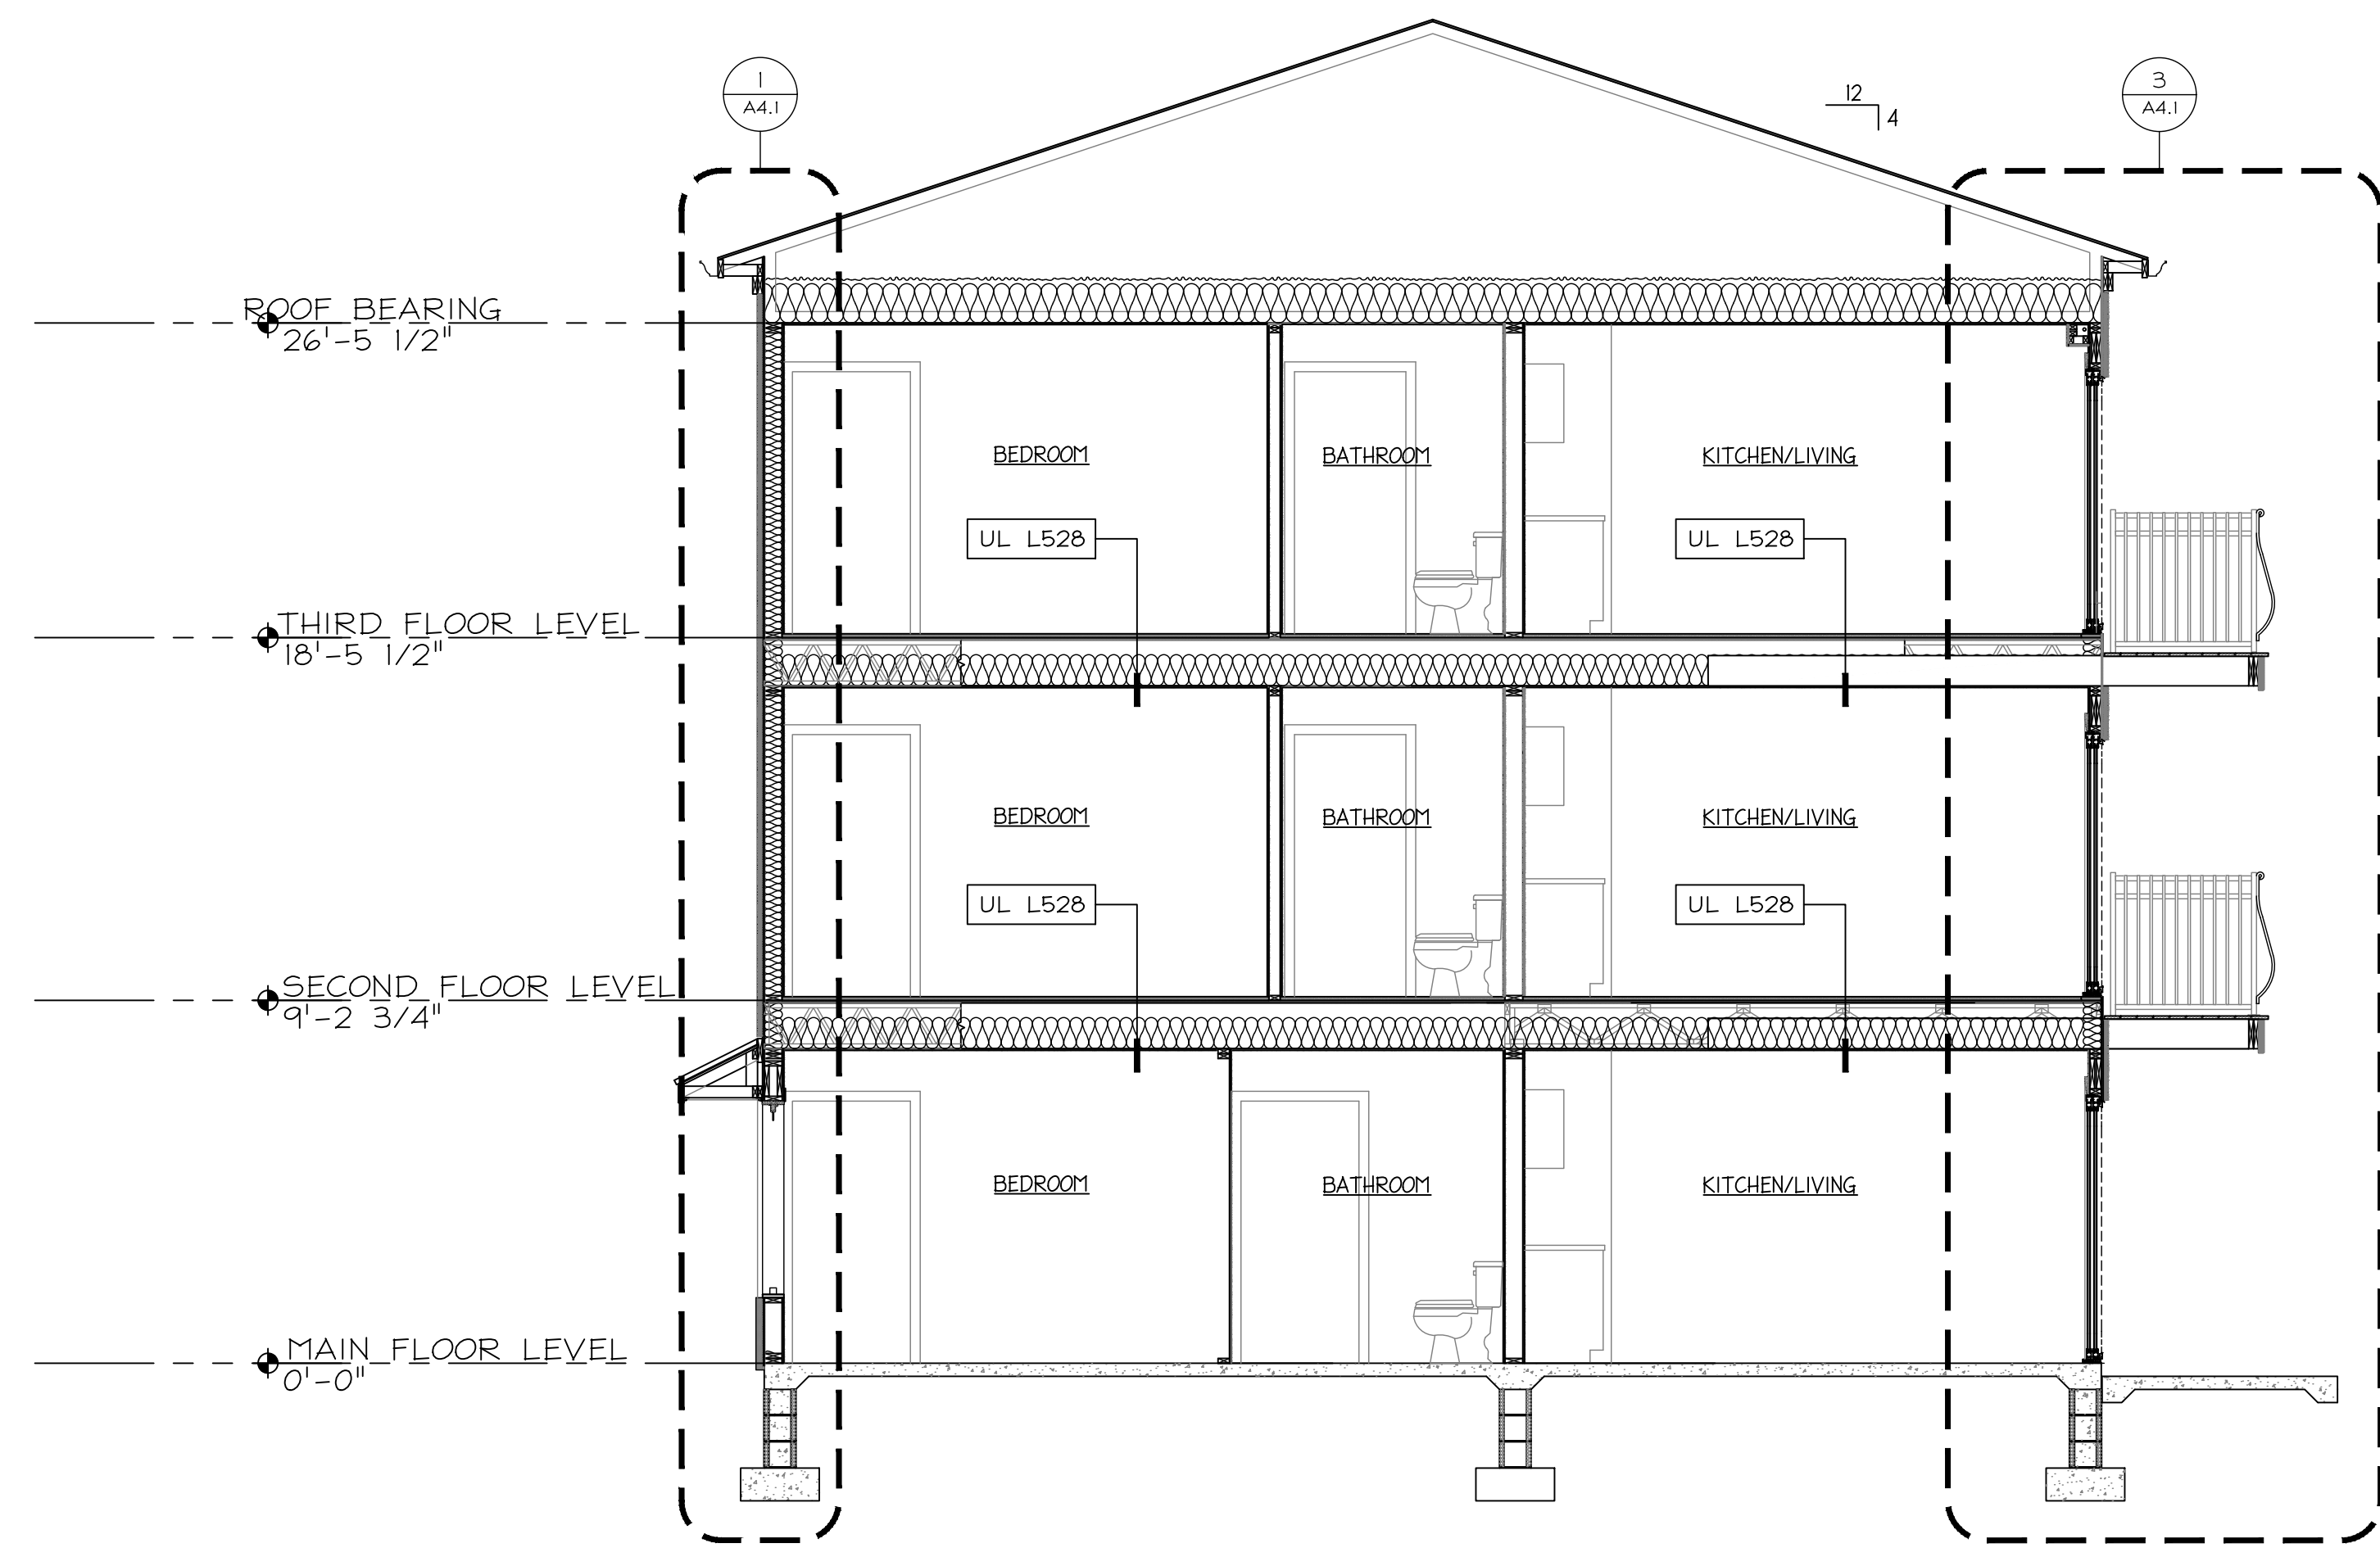 1
A4.1
12
4
3
A4.1
ROOF BEARING
26'-5 1/2"
BEDROOM
BATHROOM
KITCHEN/LIVING
UL L528
UL L528
THIRD FLOOR LEVEL
18'-5 1/2"
BEDROOM
BATHROOM
KITCHEN/LIVING
UL L528
UL L528
SECOND FLOOR LEVEL
9'-2 3/4"
BEDROOM
BATHROOM
KITCHEN/LIVING
MAIN FLOOR LEVEL
0'-0"